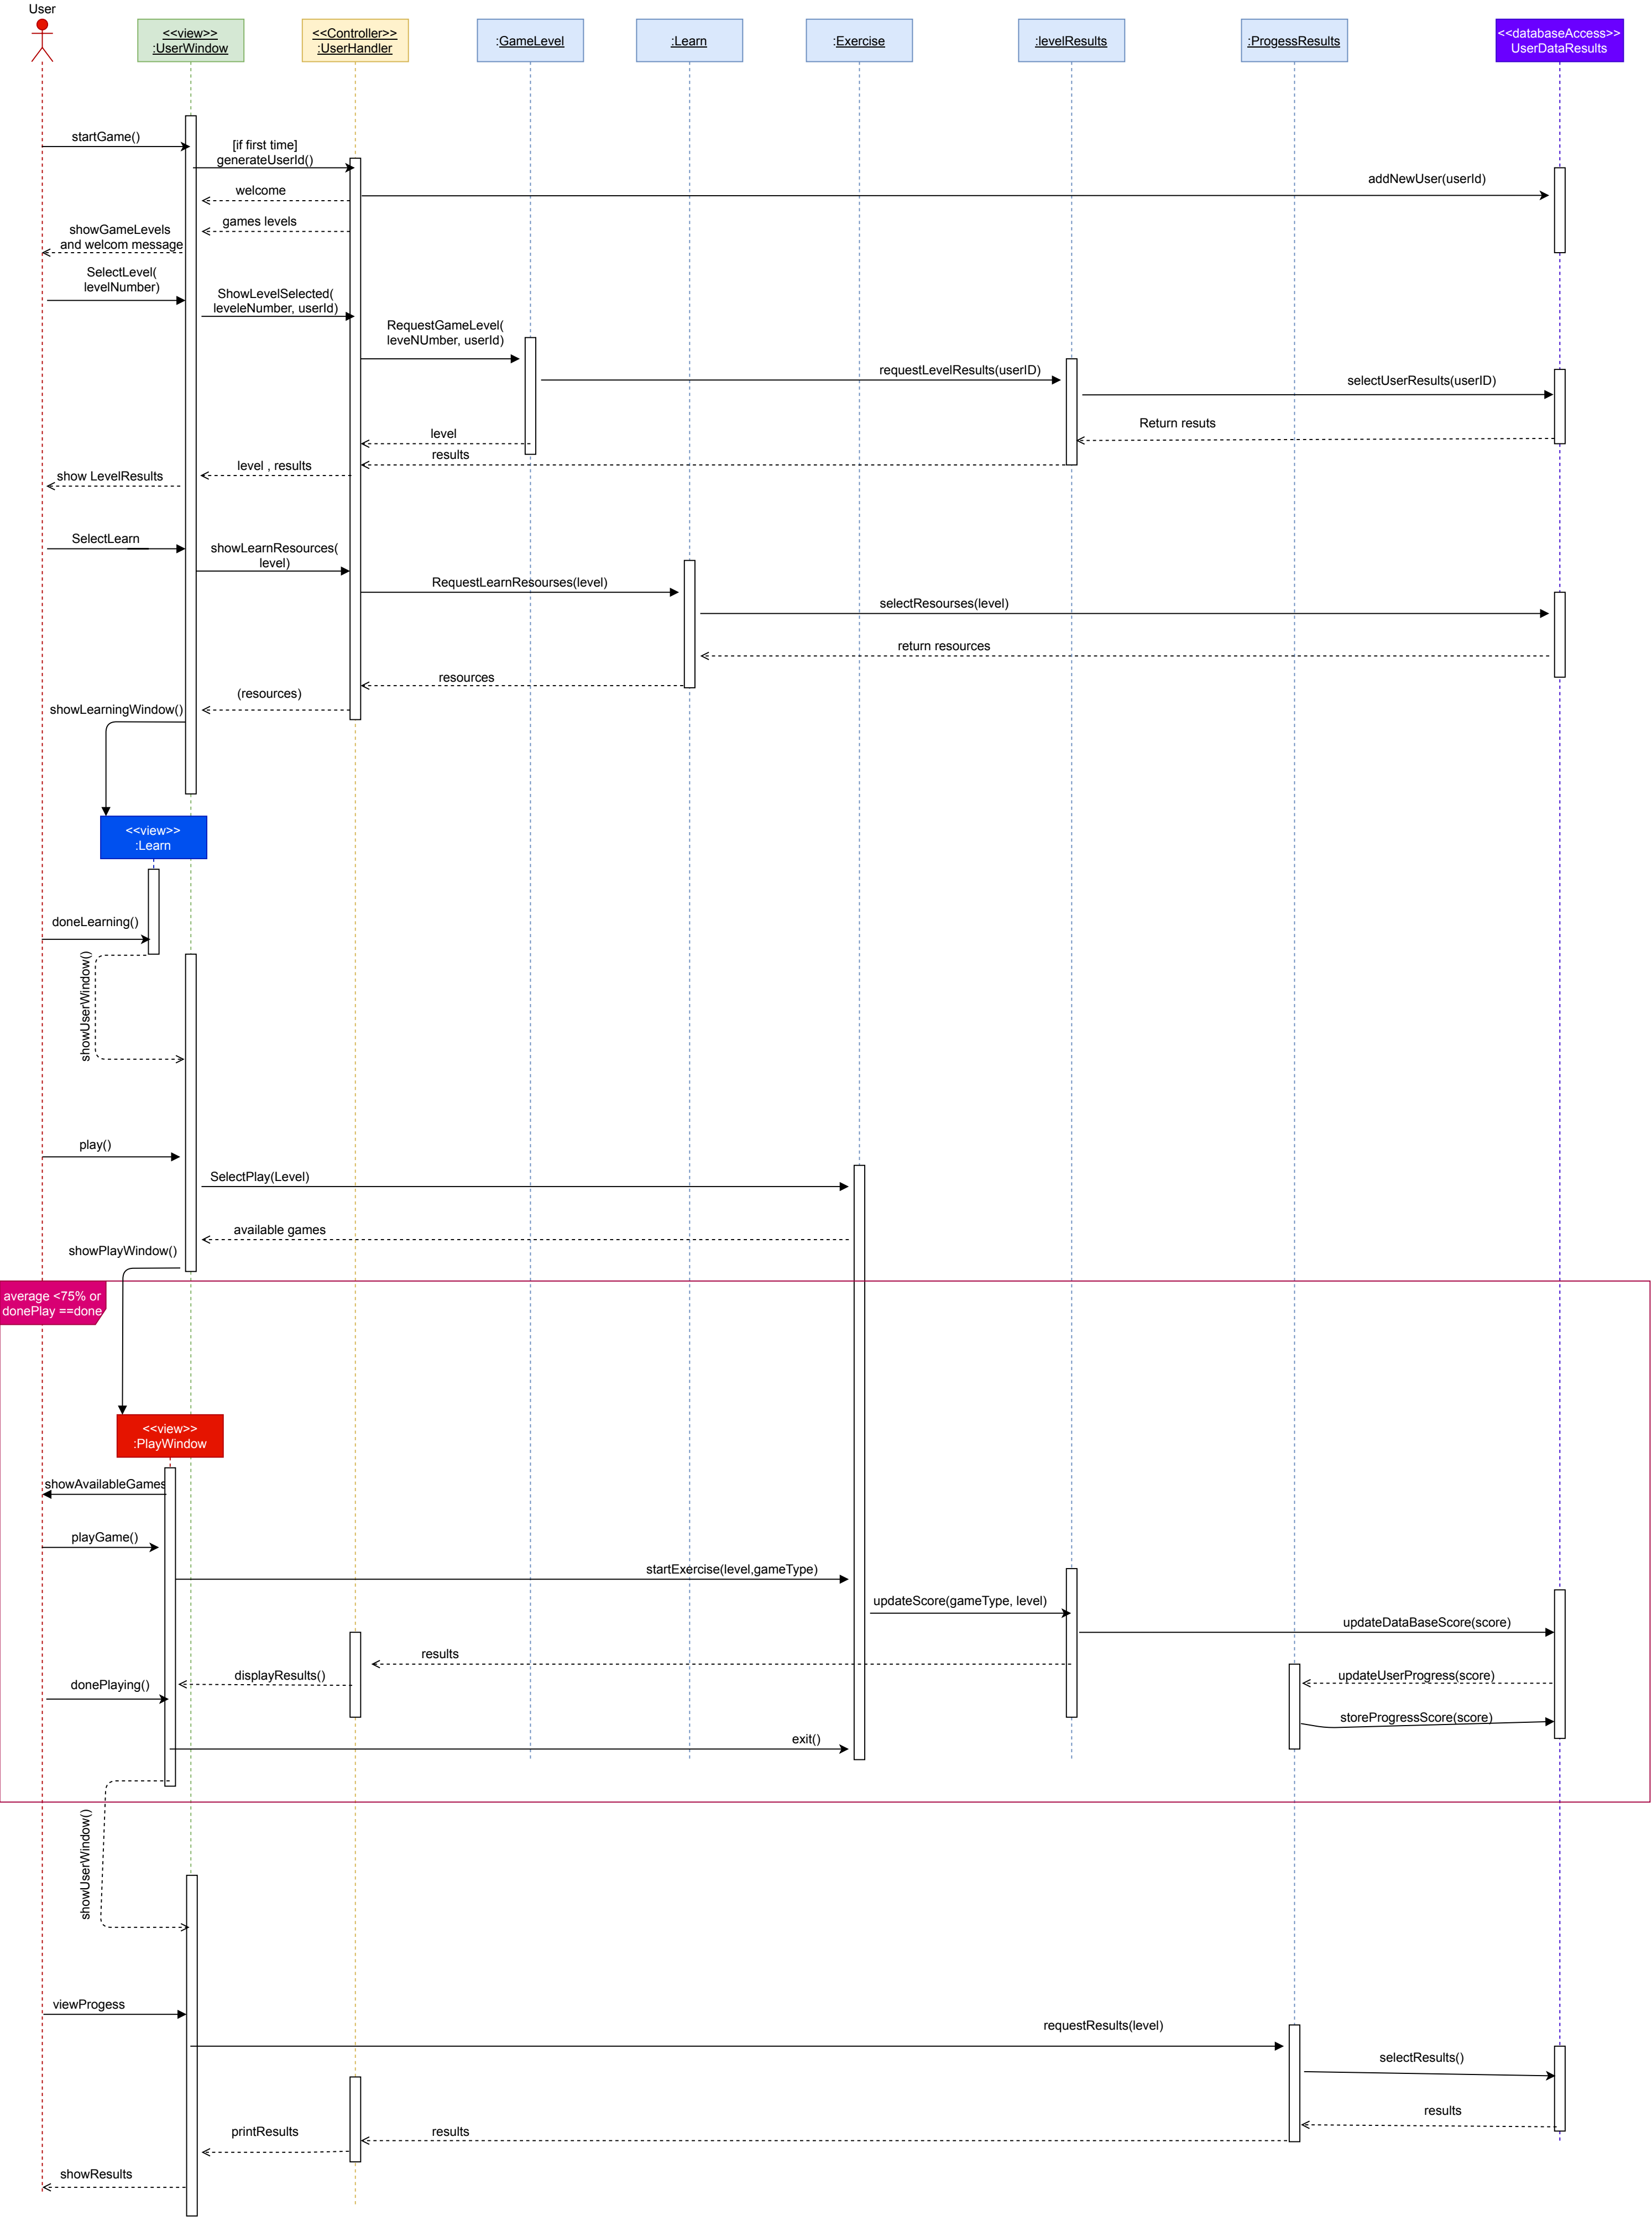 User
<<view>>
:UserWindow
<<Controller>>
:UserHandler
:GameLevel
:Learn
:Exercise
:levelResults
:ProgessResults
<<databaseAccess>>
UserDataResults
startGame()
[if first time]
generateUserId()
addNewUser(userId)
welcome
games levels
showGameLevels
and welcom message
SelectLevel(
levelNumber)
ShowLevelSelected(
leveleNumber, userId)
RequestGameLevel(
leveNUmber, userId)
requestLevelResults(userID)
selectUserResults(userID)
Return resuts
level
results
level , results
show LevelResults
SelectLearn
showLearnResources(
level)
RequestLearnResourses(level)
selectResourses(level)
return resources
resources
(resources)
showLearningWindow()
<<view>>
:Learn
doneLearning()
showUserWindow()
play()
SelectPlay(Level)
available games
showPlayWindow()
average <75% or
donePlay ==done
<<view>>
:PlayWindow
showAvailableGames
playGame()
startExercise(level,gameType)
updateScore(gameType, level)
updateDataBaseScore(score)
results
displayResults()
updateUserProgress(score)
donePlaying()
storeProgressScore(score)
exit()
showUserWindow()
viewProgess
requestResults(level)
selectResults()
results
results
printResults
showResults